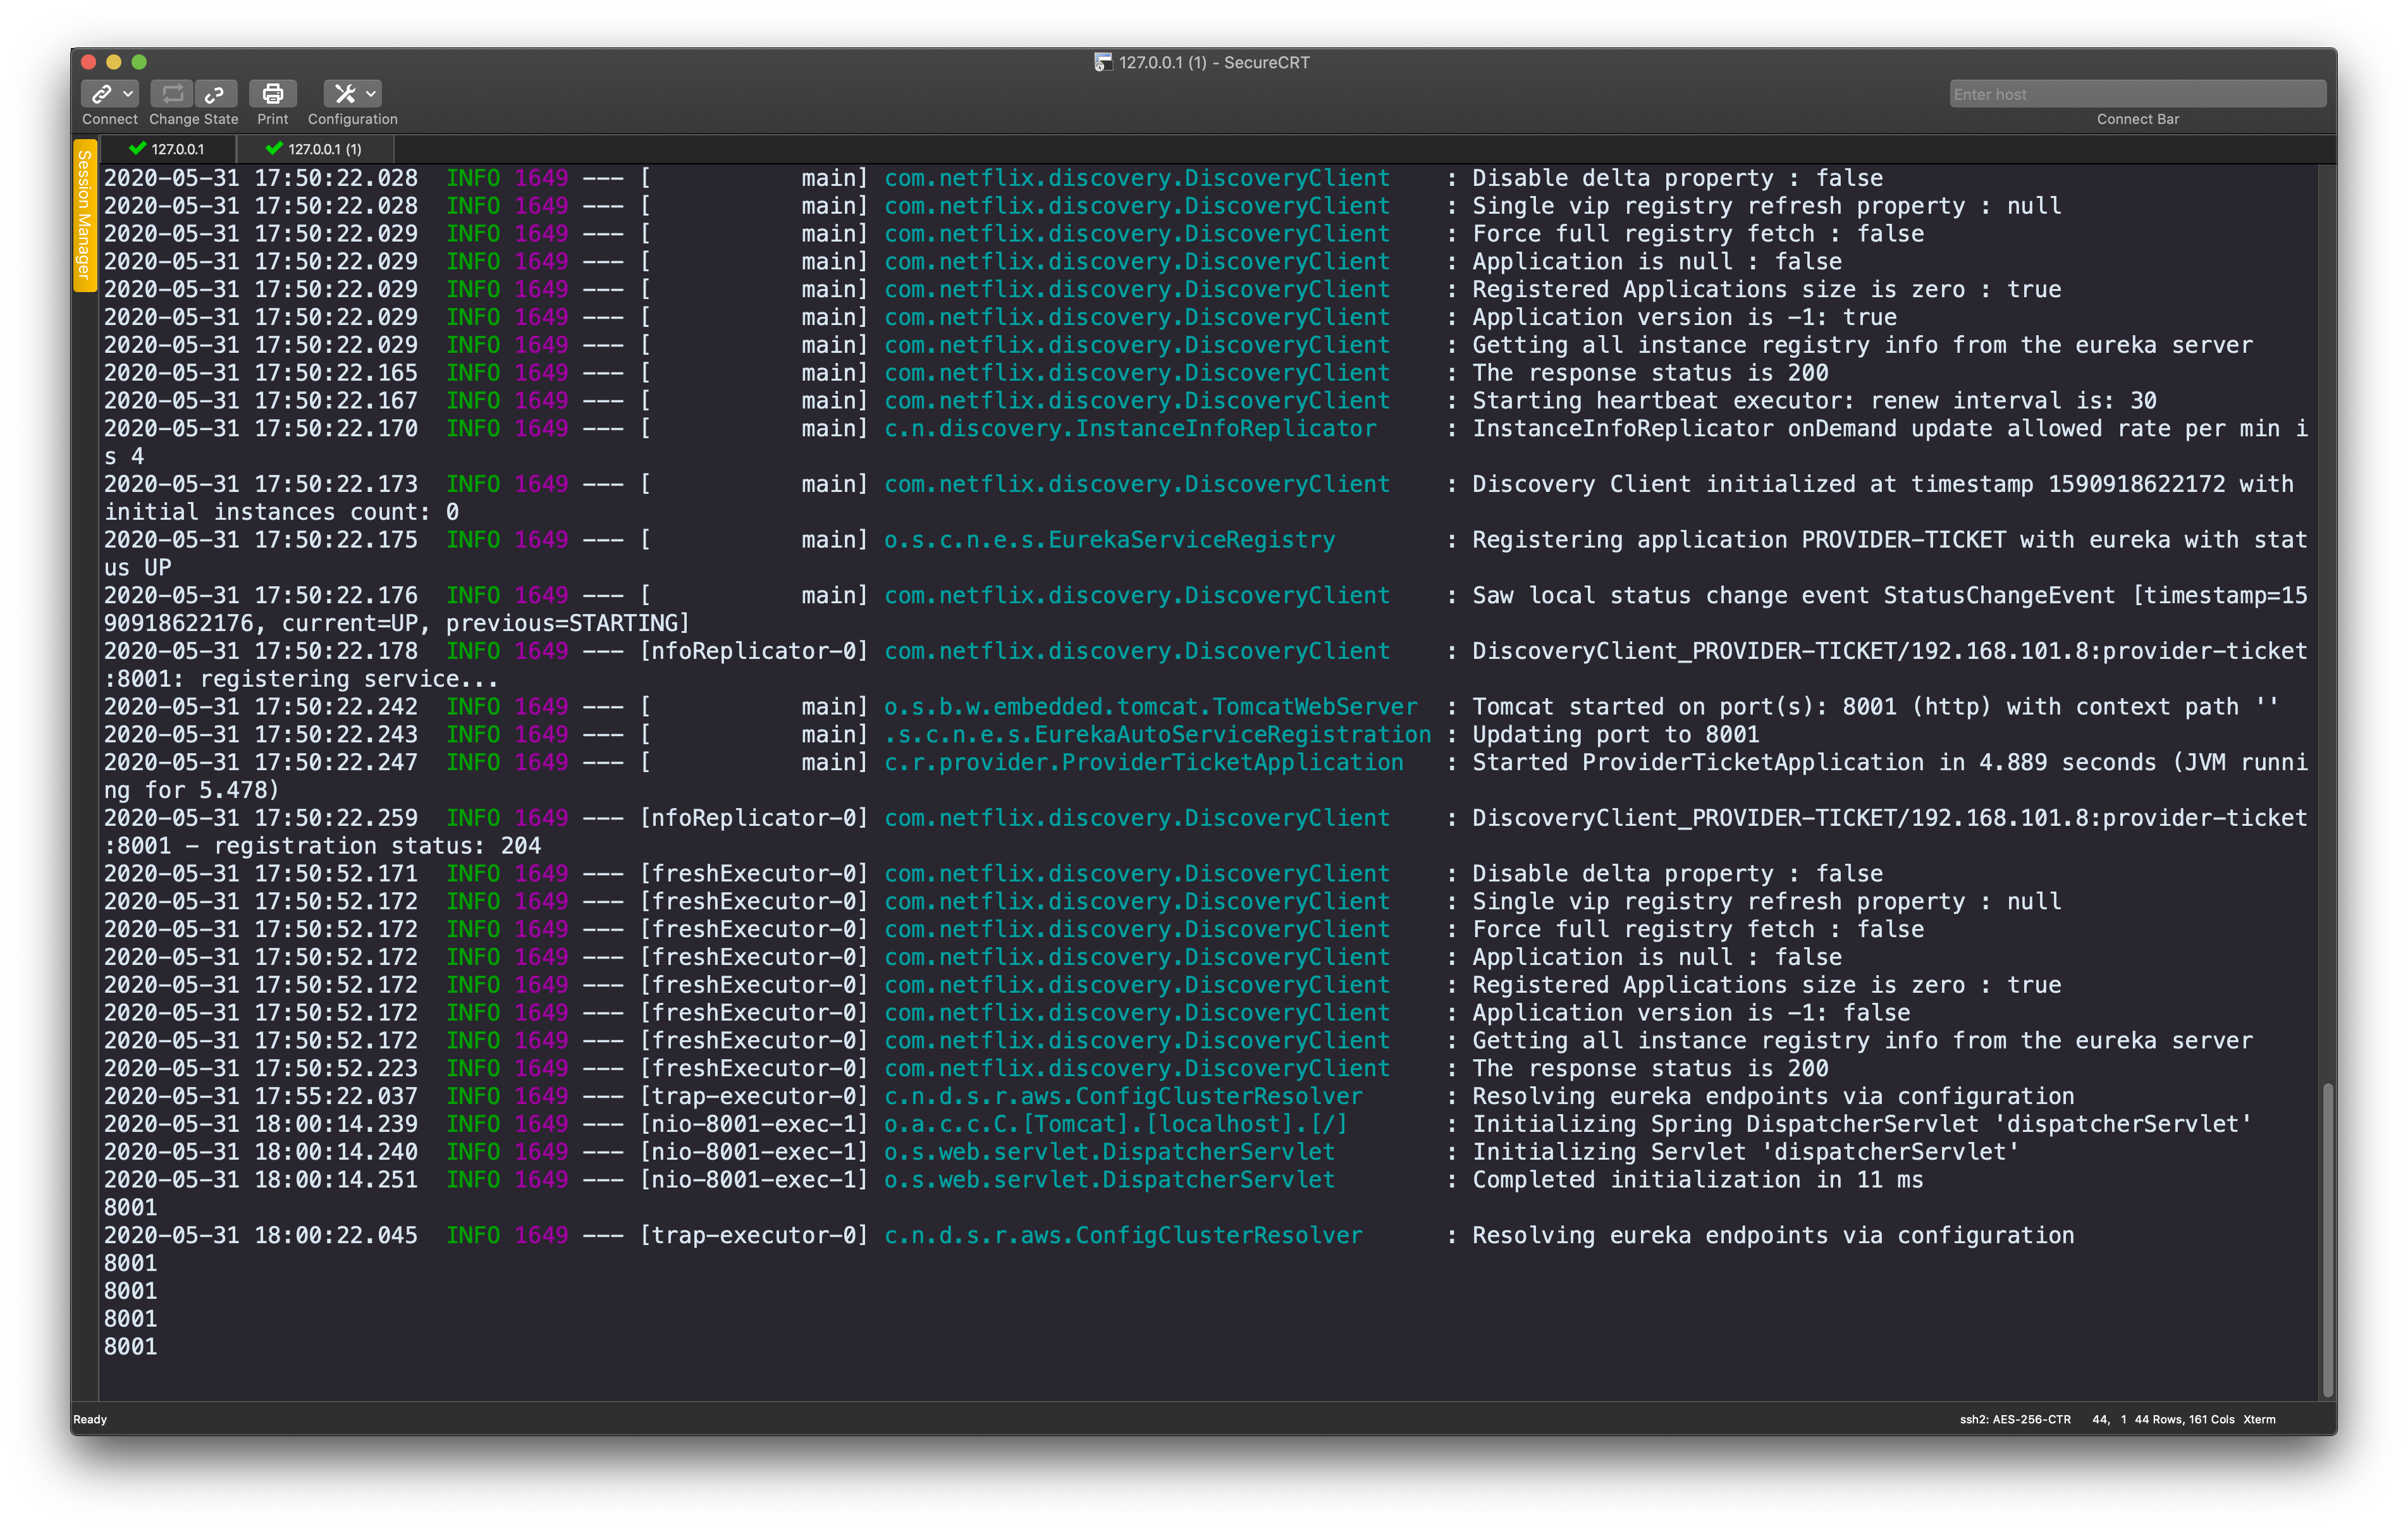 127.0.0.1 (1) - SecureCRT
Enter host
Connect Change State Print Configuration Connect Bar
127.0.0.1 127.0.0.1 (1)
Session Manager
2020-05-31 17:50:22.028 INFO 1649 --- [ main] com.netflix.discovery.DiscoveryClient : Disable delta property : false
2020-05-31 17:50:22.028 INFO 1649 --- [ main] com.netflix.discovery.DiscoveryClient : Single vip registry refresh property : null
2020-05-31 17:50:22.029 INFO 1649 --- [ main] com.netflix.discovery.DiscoveryClient : Force full registry fetch : false
2020-05-31 17:50:22.029 INFO 1649 --- [ main] com.netflix.discovery.DiscoveryClient : Application is null : false
2020-05-31 17:50:22.029 INFO 1649 --- [ main] com.netflix.discovery.DiscoveryClient : Registered Applications size is zero : true
2020-05-31 17:50:22.029 INFO 1649 --- [ main] com.netflix.discovery.DiscoveryClient : Application version is -1: true
2020-05-31 17:50:22.029 INFO 1649 --- [ main] com.netflix.discovery.DiscoveryClient : Getting all instance registry info from the eureka server
2020-05-31 17:50:22.165 INFO 1649 --- [ main] com.netflix.discovery.DiscoveryClient : The response status is 200
2020-05-31 17:50:22.167 INFO 1649 --- [ main] com.netflix.discovery.DiscoveryClient : Starting heartbeat executor: renew interval is: 30
2020-05-31 17:50:22.170 INFO 1649 --- [ main] c.n.discovery.InstanceInfoReplicator : InstanceInfoReplicator onDemand update allowed rate per min i
s 4
2020-05-31 17:50:22.173 INFO 1649 --- [ main] com.netflix.discovery.DiscoveryClient : Discovery Client initialized at timestamp 1590918622172 with
initial instances count: 0
2020-05-31 17:50:22.175 INFO 1649 --- [ main] o.s.c.n.e.s.EurekaServiceRegistry : Registering application PROVIDER-TICKET with eureka with stat
us UP
2020-05-31 17:50:22.176 INFO 1649 --- [ main] com.netflix.discovery.DiscoveryClient : Saw local status change event StatusChangeEvent [timestamp=15
90918622176, current=UP, previous=STARTING]
2020-05-31 17:50:22.178 INFO 1649 --- [nfoReplicator-0] com.netflix.discovery.DiscoveryClient : DiscoveryClient_PROVIDER-TICKET/192.168.101.8:provider-ticket
:8001: registering service...
2020-05-31 17:50:22.242 INFO 1649 --- [ main] o.s.b.w.embedded.tomcat.TomcatWebServer : Tomcat started on port(s): 8001 (http) with context path ''
2020-05-31 17:50:22.243 INFO 1649 --- [ main] .s.c.n.e.s.EurekaAutoServiceRegistration : Updating port to 8001
2020-05-31 17:50:22.247 INFO 1649 --- [ main] c.r.provider.ProviderTicketApplication : Started ProviderTicketApplication in 4.889 seconds (JVM runni
ng for 5.478)
2020-05-31 17:50:22.259 INFO 1649 --- [nfoReplicator-0] com.netflix.discovery.DiscoveryClient : DiscoveryClient_PROVIDER-TICKET/192.168.101.8:provider-ticket
:8001 - registration status: 204
2020-05-31 17:50:52.171 INFO 1649 --- [freshExecutor-0] com.netflix.discovery.DiscoveryClient : Disable delta property : false
2020-05-31 17:50:52.172 INFO 1649 --- [freshExecutor-0] com.netflix.discovery.DiscoveryClient : Single vip registry refresh property : null
2020-05-31 17:50:52.172 INFO 1649 --- [freshExecutor-0] com.netflix.discovery.DiscoveryClient : Force full registry fetch : false
2020-05-31 17:50:52.172 INFO 1649 --- [freshExecutor-0] com.netflix.discovery.DiscoveryClient : Application is null : false
2020-05-31 17:50:52.172 INFO 1649 --- [freshExecutor-0] com.netflix.discovery.DiscoveryClient : Registered Applications size is zero : true
2020-05-31 17:50:52.172 INFO 1649 --- [freshExecutor-0] com.netflix.discovery.DiscoveryClient : Application version is -1: false
2020-05-31 17:50:52.172 INFO 1649 --- [freshExecutor-0] com.netflix.discovery.DiscoveryClient : Getting all instance registry info from the eureka server
2020-05-31 17:50:52.223 INFO 1649 --- [freshExecutor-0] com.netflix.discovery.DiscoveryClient : The response status is 200
2020-05-31 17:55:22.037 INFO 1649 --- [trap-executor-0] c.n.d.s.r.aws.ConfigClusterResolver : Resolving eureka endpoints via configuration
2020-05-31 18:00:14.239 INFO 1649 --- [nio-8001-exec-1] o.a.c.c.C.[Tomcat].[localhost].[/] : Initializing Spring DispatcherServlet 'dispatcherServlet'
2020-05-31 18:00:14.240 INFO 1649 --- [nio-8001-exec-1] o.s.web.servlet.DispatcherServlet : Initializing Servlet 'dispatcherServlet'
2020-05-31 18:00:14.251 INFO 1649 --- [nio-8001-exec-1] o.s.web.servlet.DispatcherServlet : Completed initialization in 11 ms
8001
2020-05-31 18:00:22.045 INFO 1649 --- [trap-executor-0] c.n.d.s.r.aws.ConfigClusterResolver : Resolving eureka endpoints via configuration
8001
8001
8001
8001
Ready ssh2: AES-256-CTR 44, 1 44 Rows, 161 Cols Xterm